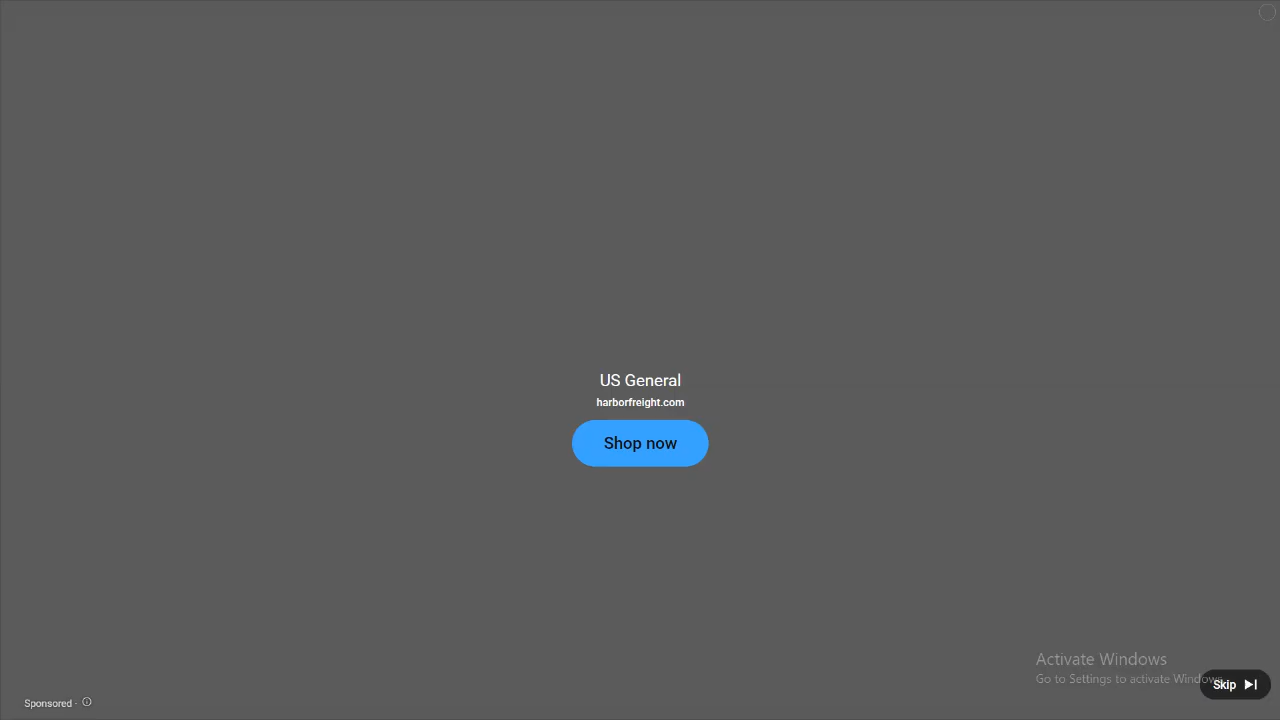 US General
harborfreight.com
Shop now
Activate Windows
Go to Settings to activate Windows.
Skip
Sponsored ·